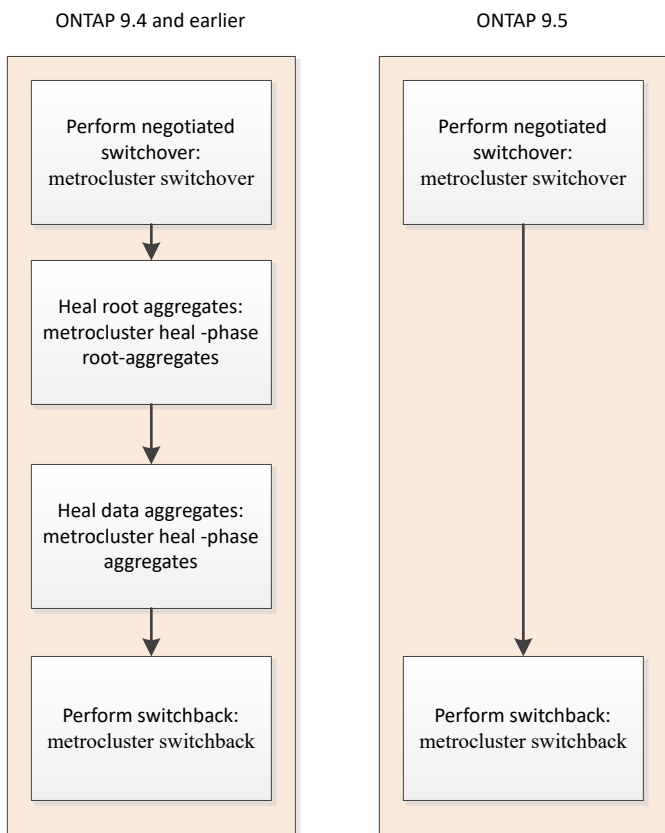 ONTAP 9.4 and earlier
Perform negotiated
switchover:
metrocluster switchover
Heal root aggregates:
metrocluster heal -phase
root-aggregates
Heal data aggregates:
metrocluster heal -phase
aggregates
Perform switchback:
metrocluster switchback
ONTAP 9.5
Perform negotiated
switchover:
metrocluster switchover
Perform switchback:
metrocluster switchback